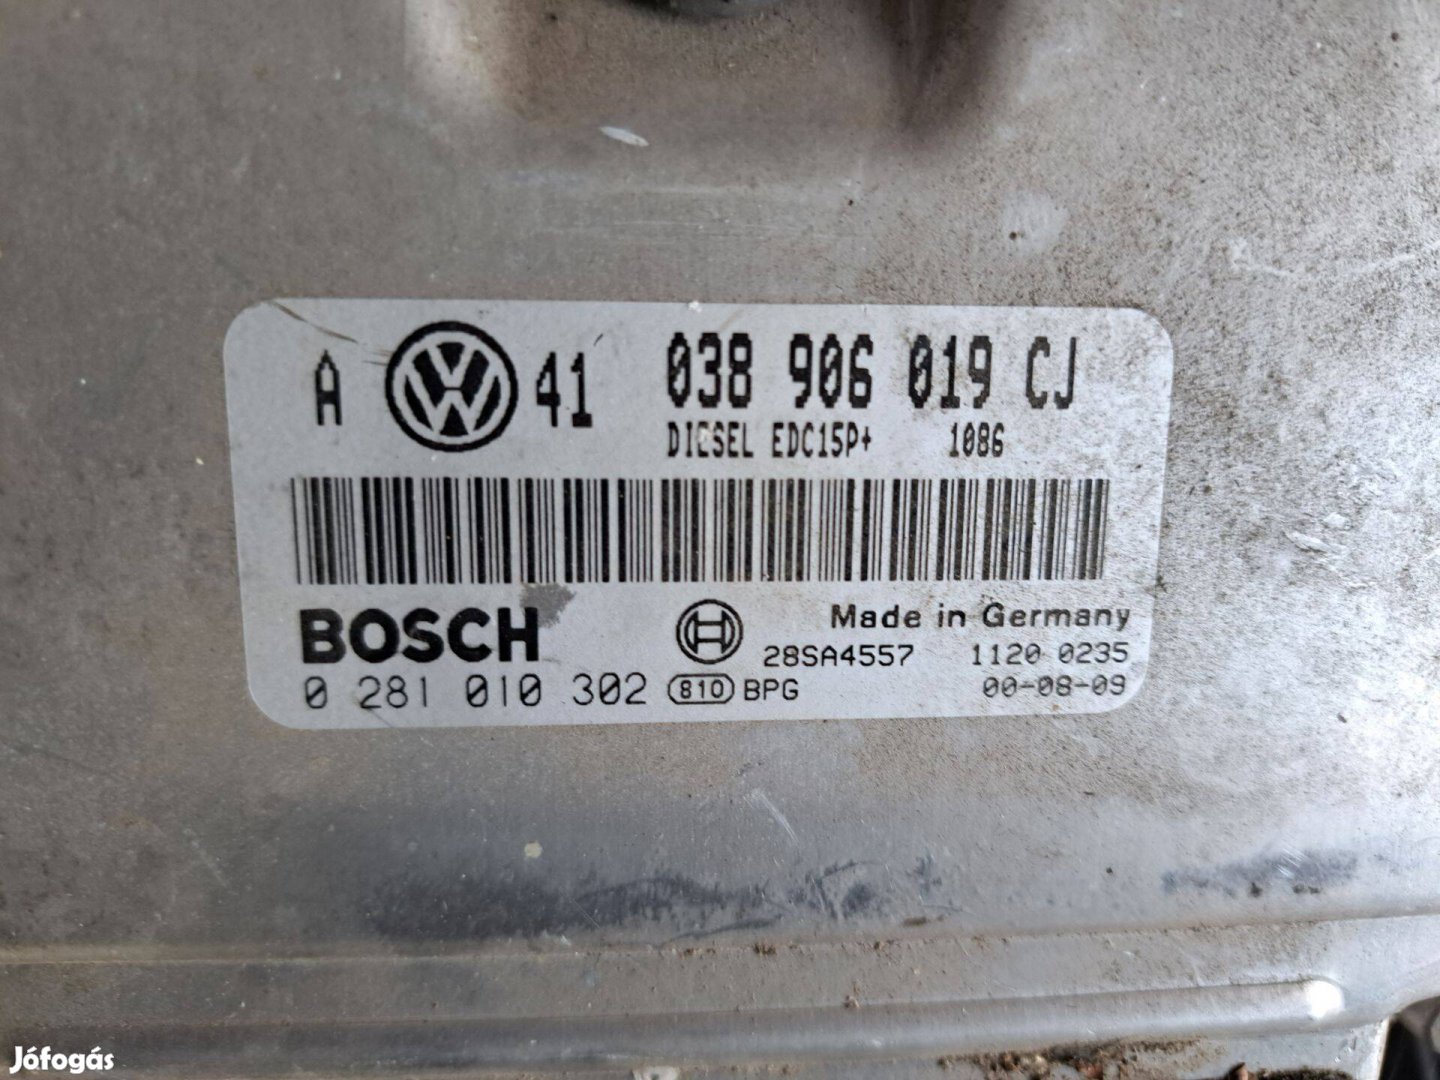 A VW 41 038 906 019 CJ
DIESEL EDC15P+ 1086
BOSCH
Made in Germany
28SA4557 1120 0235
0 281 010 302 810 BPG 00-08-09
Jófogás